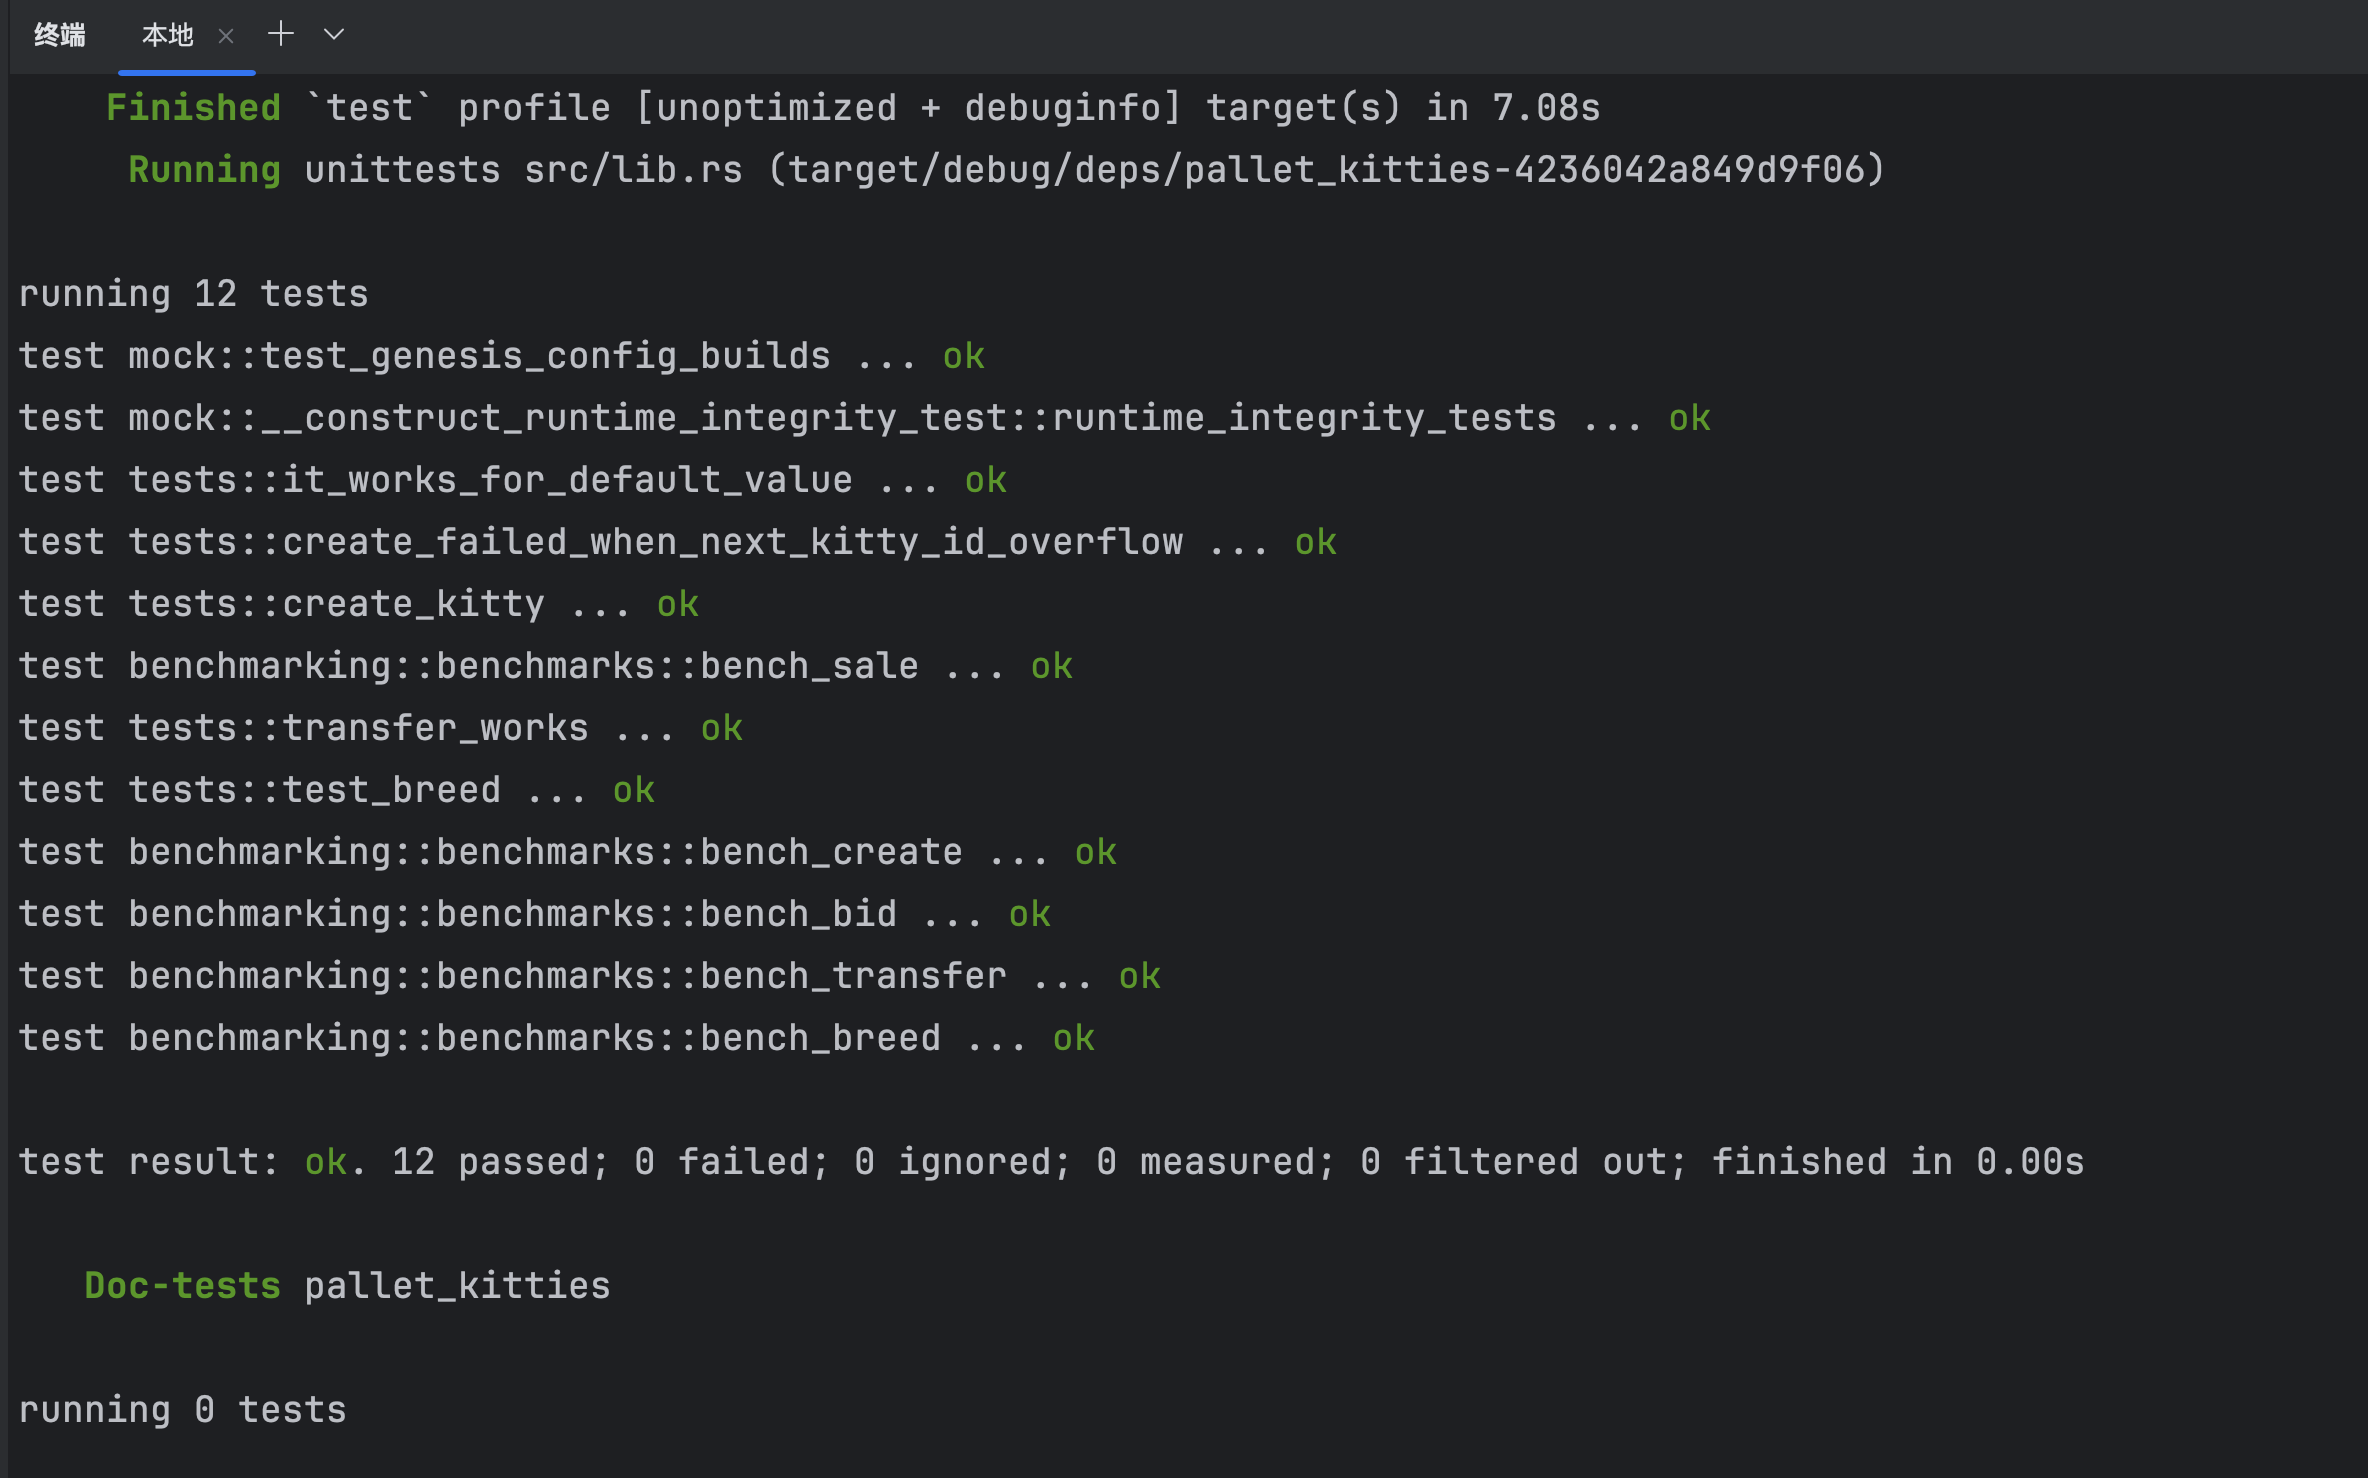 终端 本地
Finished `test` profile [unoptimized + debuginfo] target(s) in 7.08s
Running unittests src/lib.rs (target/debug/deps/pallet_kitties-4236042a849d9f06)
running 12 tests
test mock::test_genesis_config_builds ... ok
test mock::__construct_runtime_integrity_test::runtime_integrity_tests ... ok
test tests::it_works_for_default_value ... ok
test tests::create_failed_when_next_kitty_id_overflow ... ok
test tests::create_kitty ... ok
test benchmarking::benchmarks::bench_sale ... ok
test tests::transfer_works ... ok
test tests::test_breed ... ok
test benchmarking::benchmarks::bench_create ... ok
test benchmarking::benchmarks::bench_bid ... ok
test benchmarking::benchmarks::bench_transfer ... ok
test benchmarking::benchmarks::bench_breed ... ok
test result: ok. 12 passed; 0 failed; 0 ignored; 0 measured; 0 filtered out; finished in 0.00s
Doc-tests pallet_kitties
running 0 tests